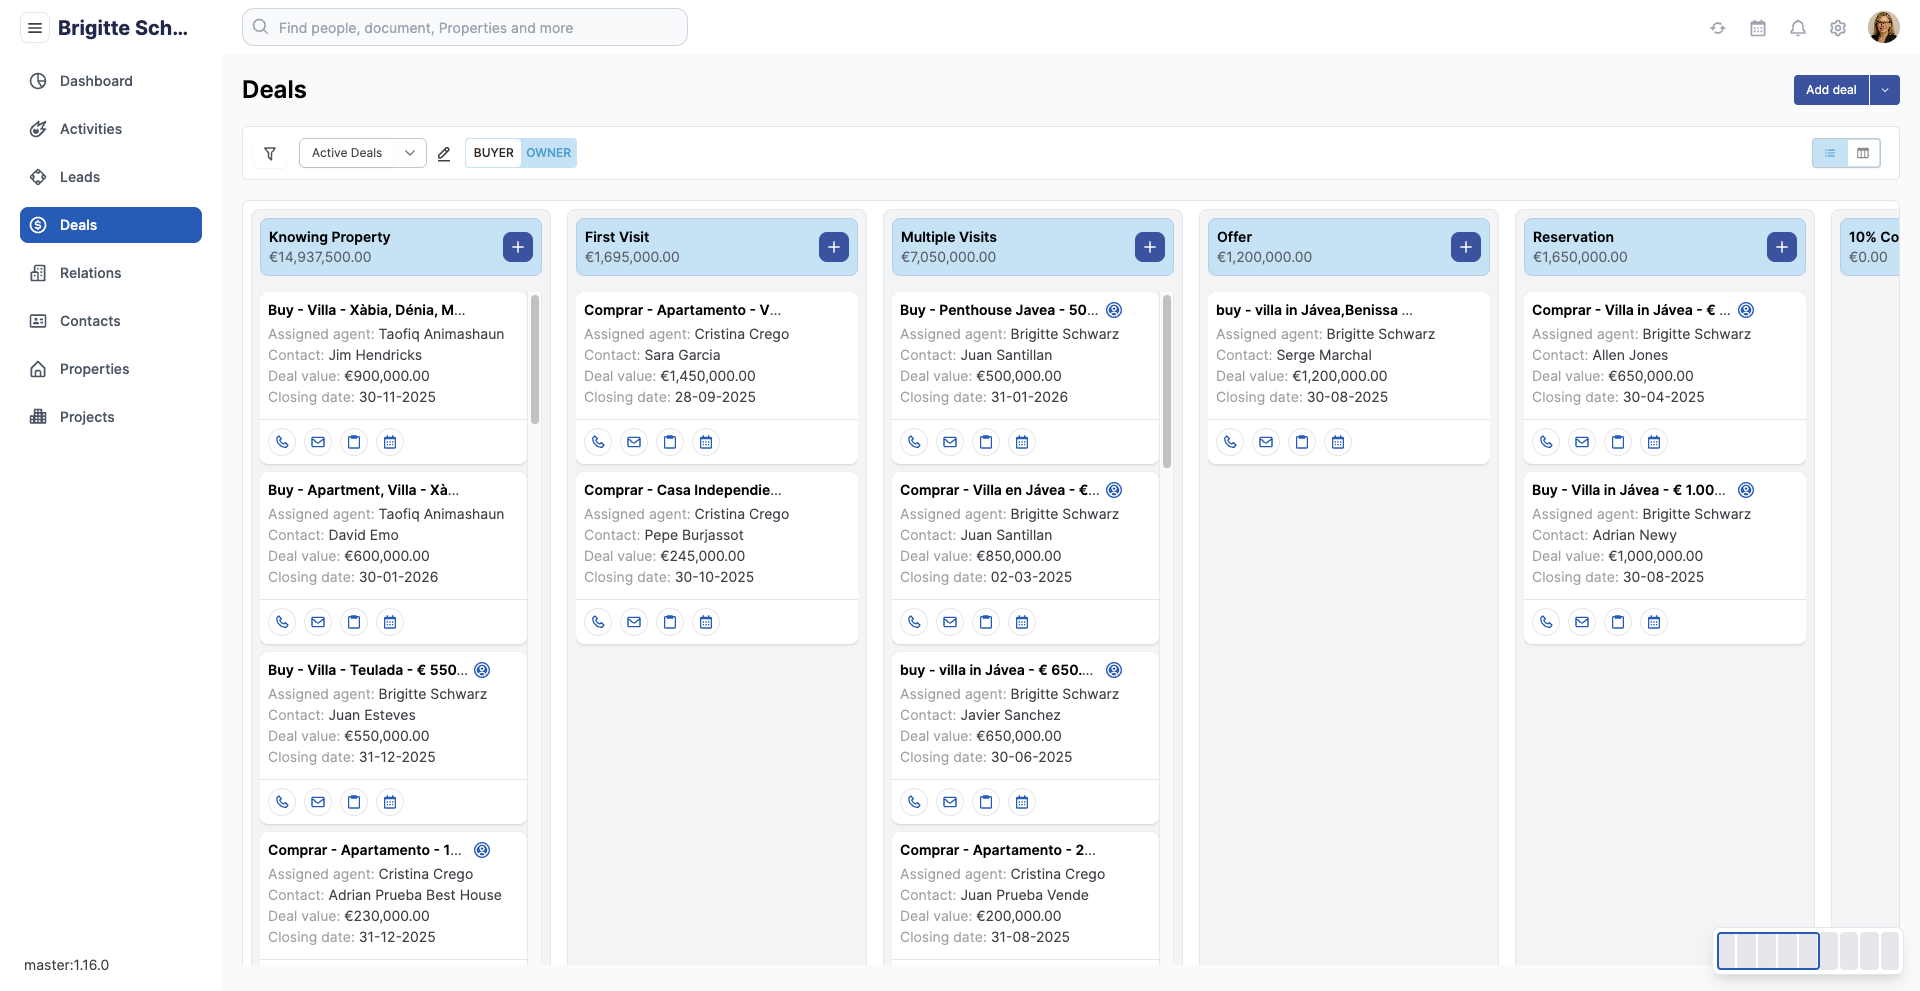 Brigitte Sch...
Find people, document, Properties and more
Dashboard
Activities
Leads
Deals
Relations
Contacts
Properties
Projects
master:1.16.0
Deals
Add deal
Active Deals
BUYER OWNER
Knowing Property
€14,937,500.00
Buy - Villa - Xàbia, Dénia, M...
Assigned agent: Taofiq Animashaun
Contact: Jim Hendricks
Deal value: €900,000.00
Closing date: 30-11-2025
Buy - Apartment, Villa - Xà...
Assigned agent: Taofiq Animashaun
Contact: David Emo
Deal value: €600,000.00
Closing date: 30-01-2026
Buy - Villa - Teulada - € 550...
Assigned agent: Brigitte Schwarz
Contact: Juan Esteves
Deal value: €550,000.00
Closing date: 31-12-2025
Comprar - Apartamento - 1...
Assigned agent: Cristina Crego
Contact: Adrian Prueba Best House
Deal value: €230,000.00
Closing date: 31-12-2025
First Visit
€1,695,000.00
Comprar - Apartamento - V...
Assigned agent: Cristina Crego
Contact: Sara Garcia
Deal value: €1,450,000.00
Closing date: 28-09-2025
Comprar - Casa Independie...
Assigned agent: Cristina Crego
Contact: Pepe Burjassot
Deal value: €245,000.00
Closing date: 30-10-2025
Multiple Visits
€7,050,000.00
Buy - Penthouse Javea - 50...
Assigned agent: Brigitte Schwarz
Contact: Juan Santillan
Deal value: €500,000.00
Closing date: 31-01-2026
Comprar - Villa en Jávea - €...
Assigned agent: Brigitte Schwarz
Contact: Juan Santillan
Deal value: €850,000.00
Closing date: 02-03-2025
buy - villa in Jávea - € 650....
Assigned agent: Brigitte Schwarz
Contact: Javier Sanchez
Deal value: €650,000.00
Closing date: 30-06-2025
Comprar - Apartamento - 2...
Assigned agent: Cristina Crego
Contact: Juan Prueba Vende
Deal value: €200,000.00
Closing date: 31-08-2025
Offer
€1,200,000.00
buy - villa in Jávea,Benissa ...
Assigned agent: Brigitte Schwarz
Contact: Serge Marchal
Deal value: €1,200,000.00
Closing date: 30-08-2025
Reservation
€1,650,000.00
Comprar - Villa in Jávea - € ...
Assigned agent: Brigitte Schwarz
Contact: Allen Jones
Deal value: €650,000.00
Closing date: 30-04-2025
Buy - Villa in Jávea - € 1.00...
Assigned agent: Brigitte Schwarz
Contact: Adrian Newy
Deal value: €1,000,000.00
Closing date: 30-08-2025
10% Co
€0.00